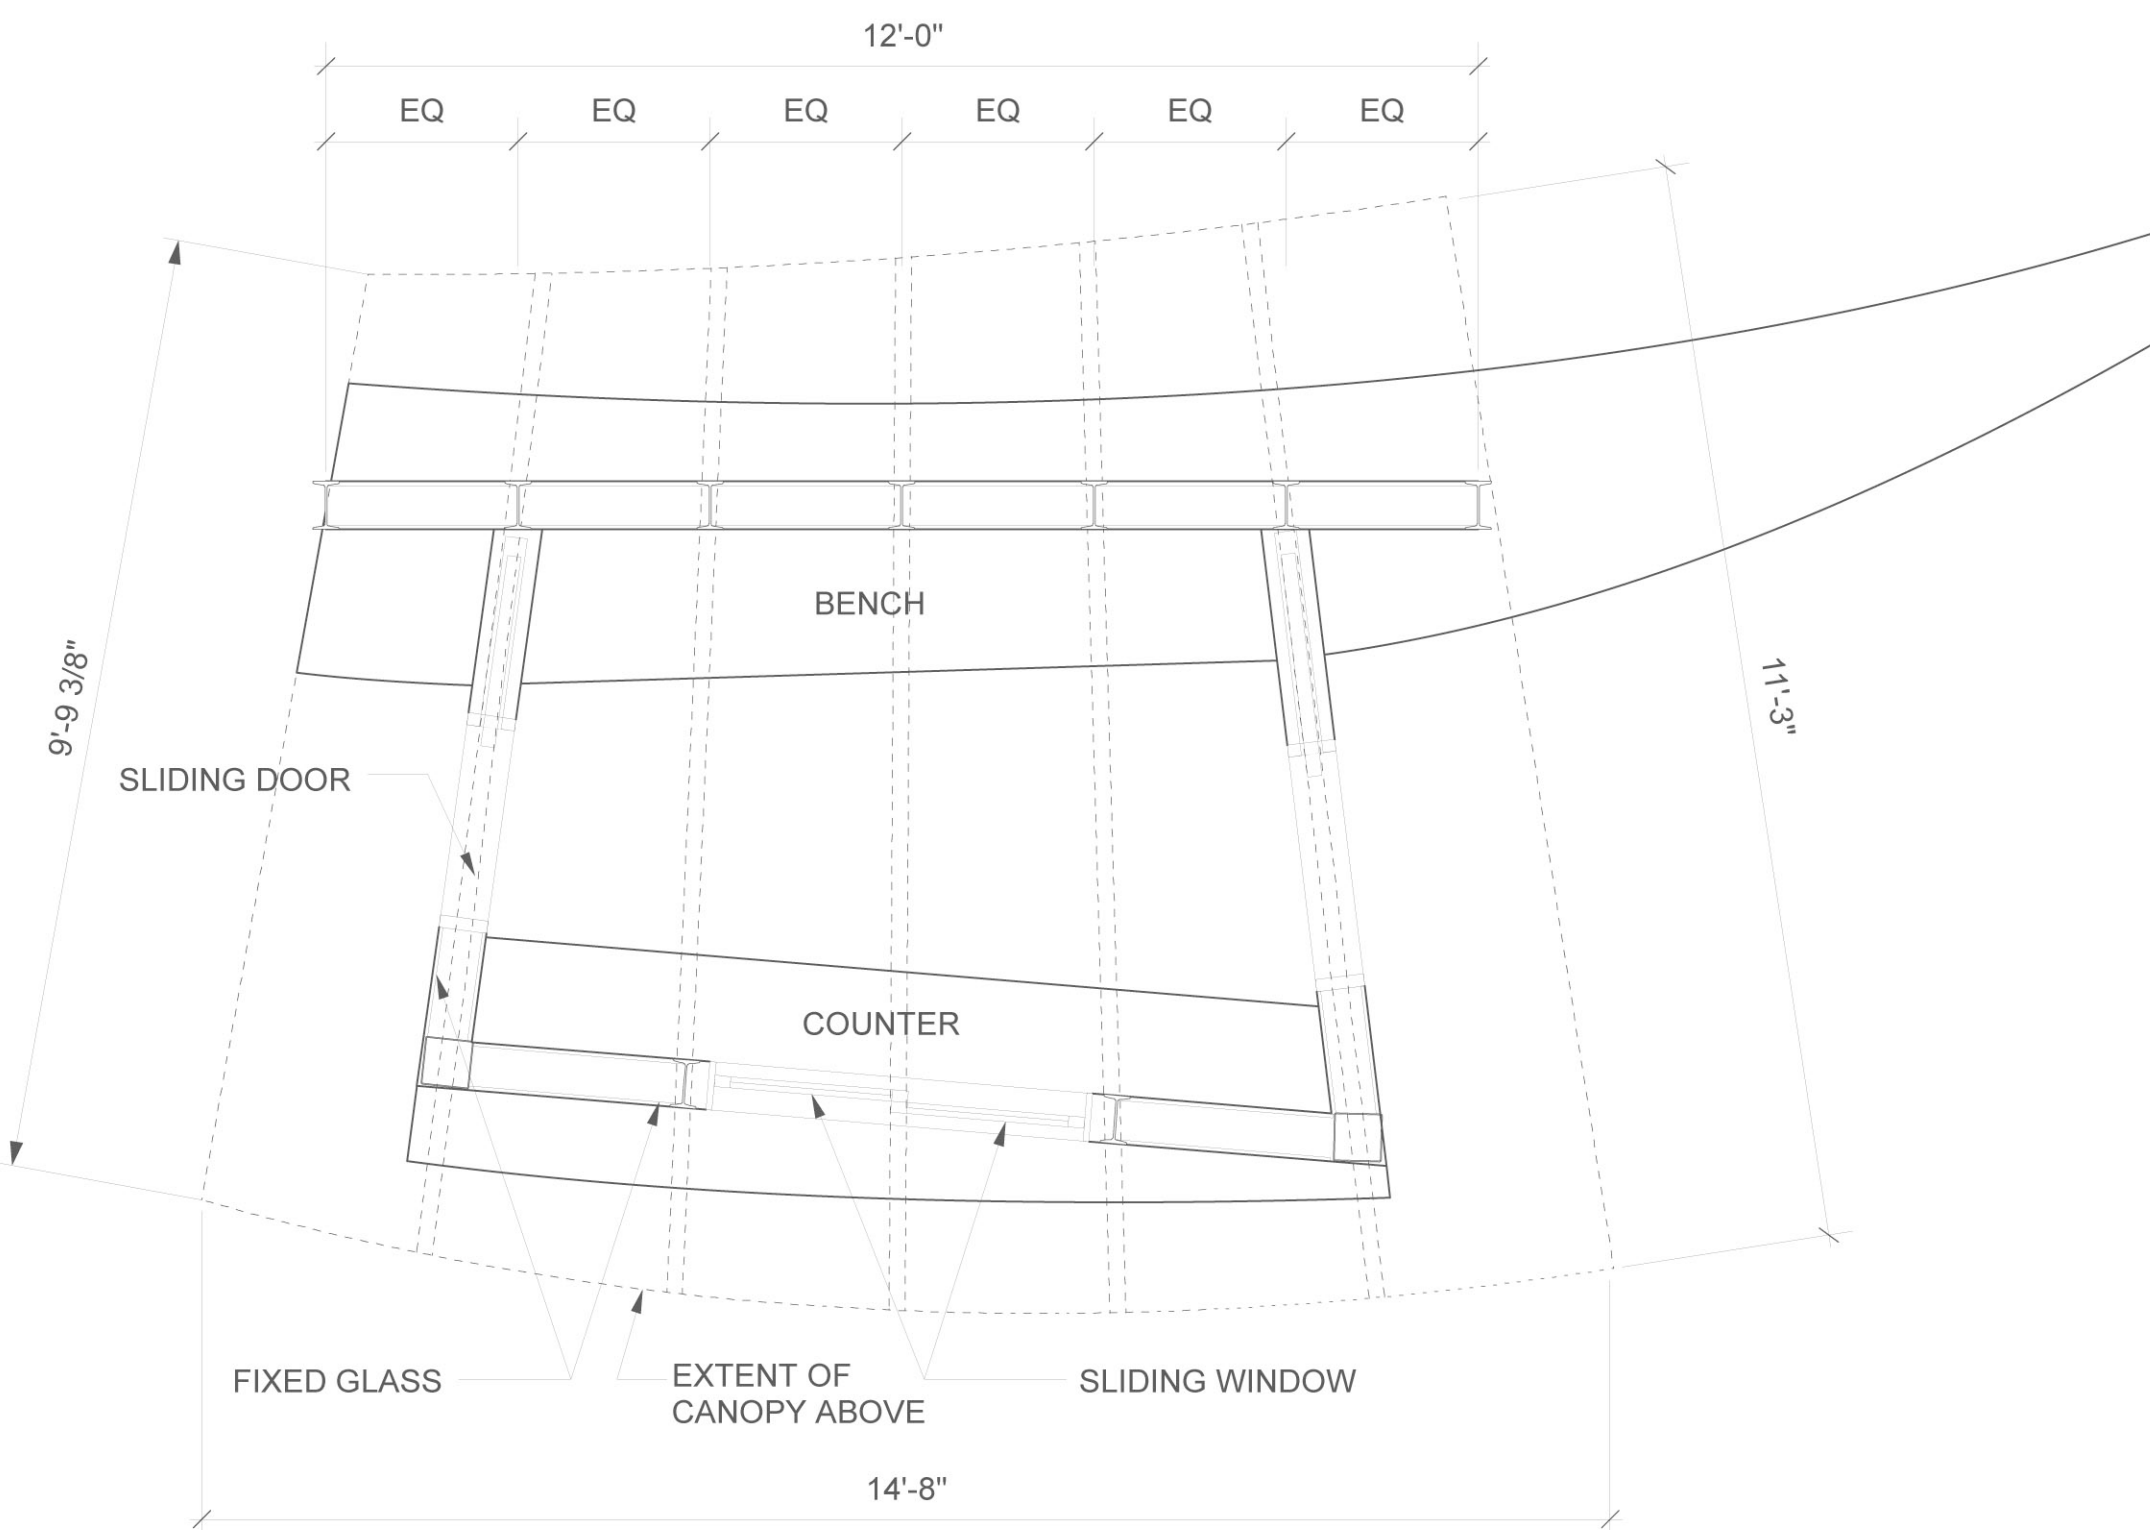 12'-0"
EQ EQ EQ EQ EQ EQ
BENCH
9'-9 3/8"
11'-3"
SLIDING DOOR
COUNTER
FIXED GLASS
EXTENT OF
CANOPY ABOVE
SLIDING WINDOW
14'-8"